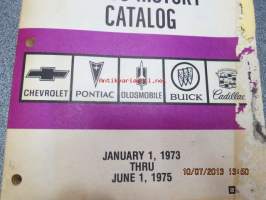 CATALOG
CHEVROLET
PONTIAC
OLDSMOBILE
BUICK
Cadillac
JANUARY 1, 1973
THRU
JUNE 1, 1975
10/07/2013 13:50